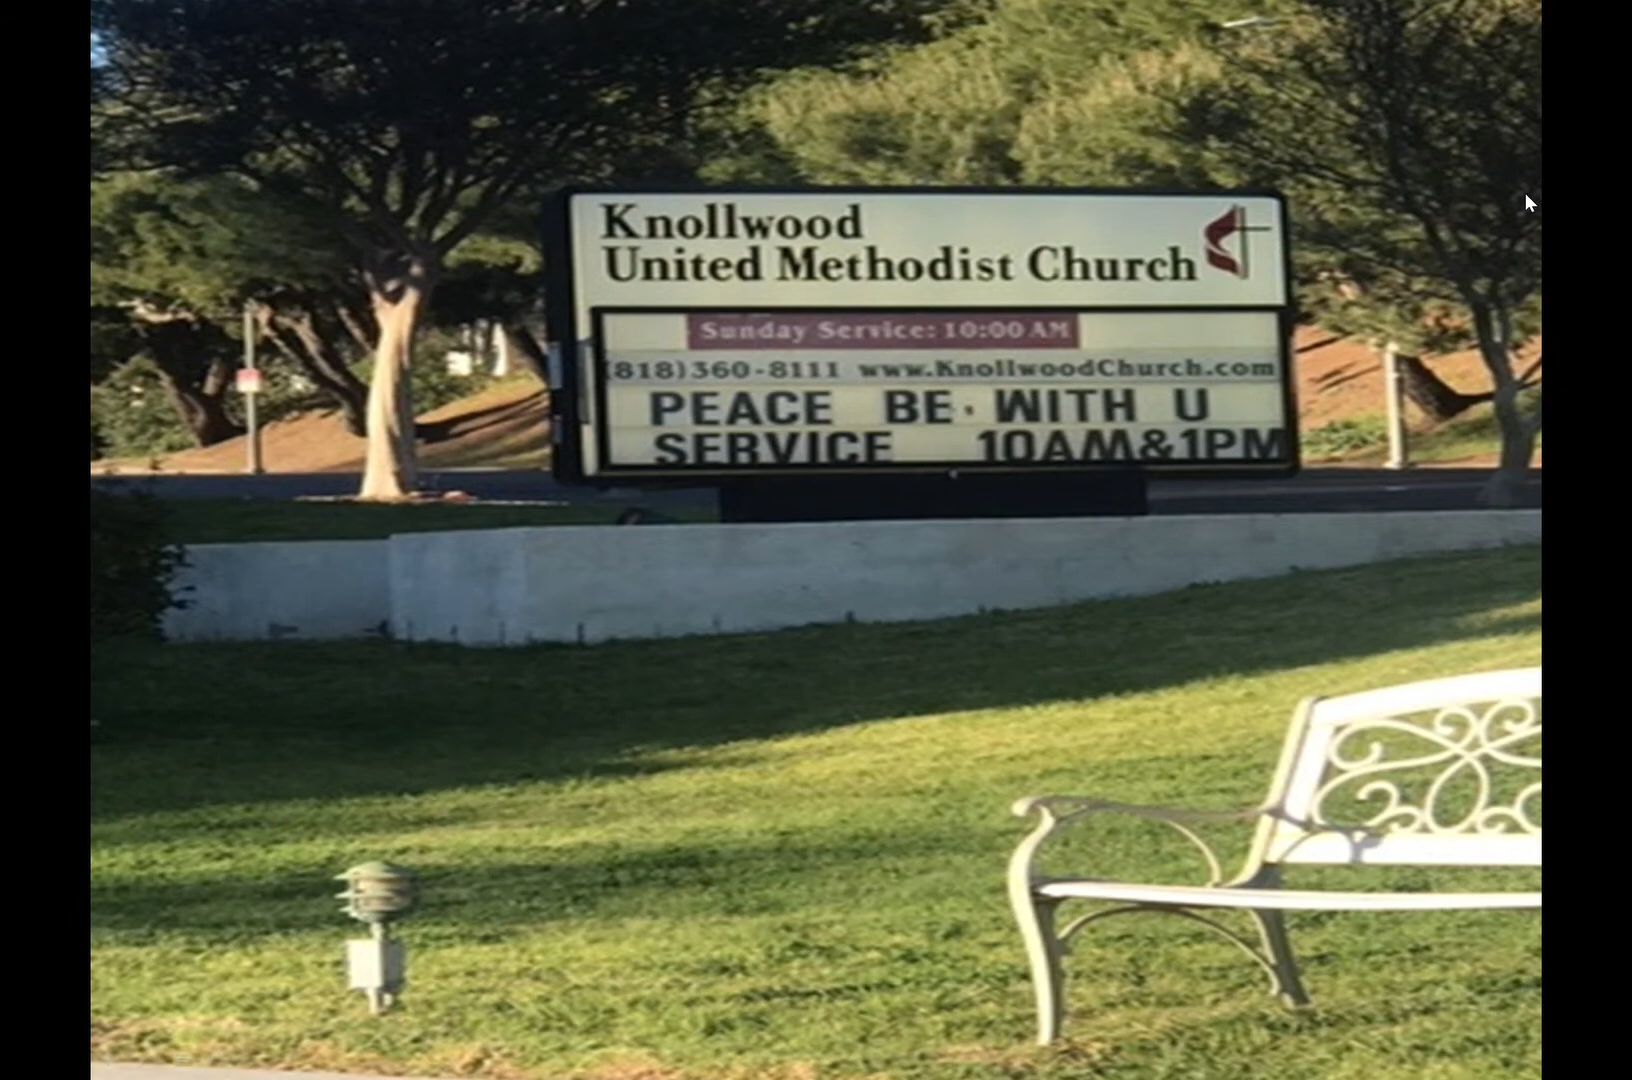 Knollwood
United Methodist Church
Sunday Service: 10:00 AM
(818)360-8111 www.KnollwoodChurch.com
PEACE BE WITH U
SERVICE 10AM&1PM